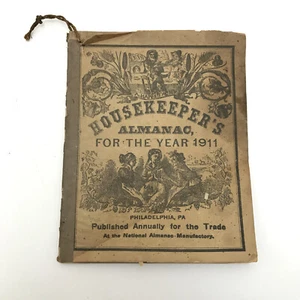 HOUSEKEEPER'S
ALMANAC,
FOR THE YEAR 1911
PHILADELPHIA, PA
Published Annually for the Trade
At the National Almanac Manufactory.